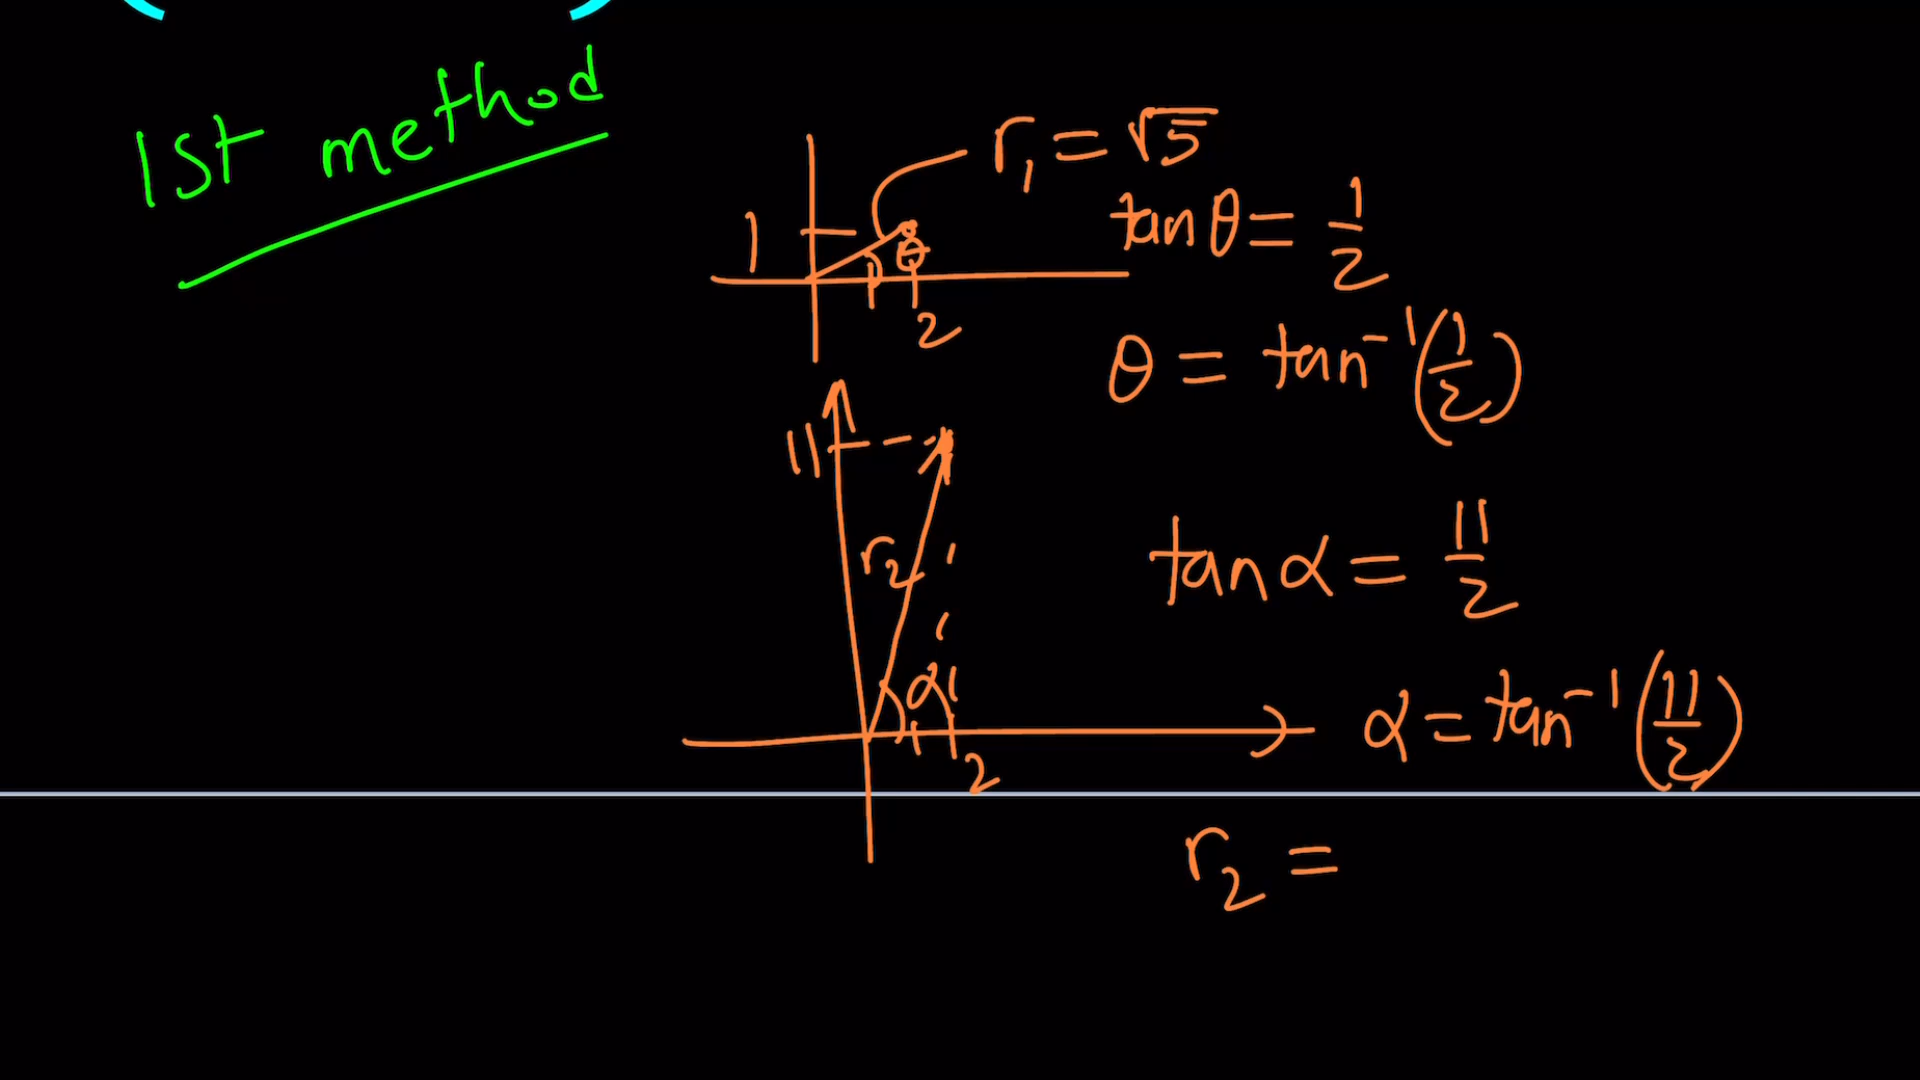 1st method
r₁ = √5
1
θ
tan θ = 1/2
2
θ = tan⁻¹(1/2)
11
r₂
tan α = 11/2
α
α = tan⁻¹(11/2)
2
r₂ =